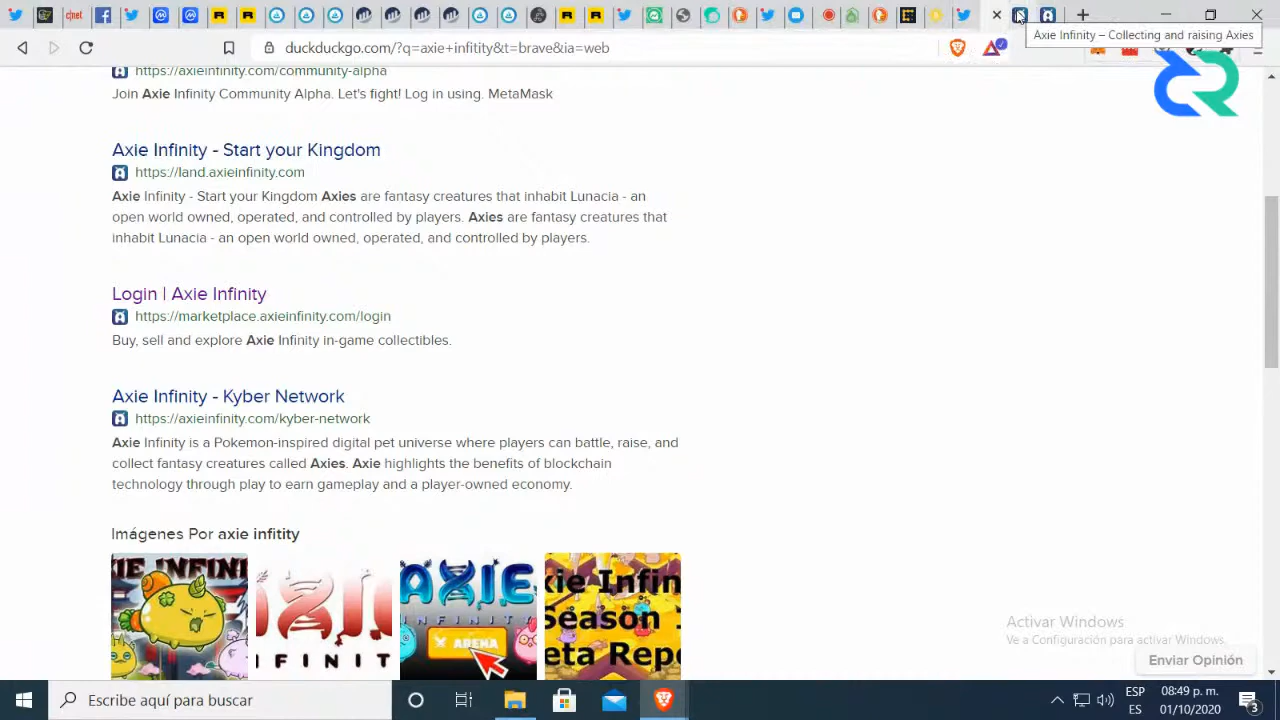 duckduckgo.com/?q=axie+infitity&t=brave&ia=web
Axie Infinity – Collecting and raising Axies
https://axieinfinity.com/community-alpha
Join Axie Infinity Community Alpha. Let's fight! Log in using. MetaMask
Axie Infinity - Start your Kingdom
https://land.axieinfinity.com
Axie Infinity - Start your Kingdom Axies are fantasy creatures that inhabit Lunacia - an
open world owned, operated, and controlled by players. Axies are fantasy creatures that
inhabit Lunacia - an open world owned, operated, and controlled by players.
Login | Axie Infinity
https://marketplace.axieinfinity.com/login
Buy, sell and explore Axie Infinity in-game collectibles.
Axie Infinity - Kyber Network
https://axieinfinity.com/kyber-network
Axie Infinity is a Pokemon-inspired digital pet universe where players can battle, raise, and
collect fantasy creatures called Axies. Axie highlights the benefits of blockchain
technology through play to earn gameplay and a player-owned economy.
Imágenes Por axie infitity
AXIE
INFINITY
ARENA
Activar Windows
Ve a Configuración para activar Windows.
Enviar Opinión
Escribe aquí para buscar
ESP
ES
08:49 p. m.
01/10/2020
3